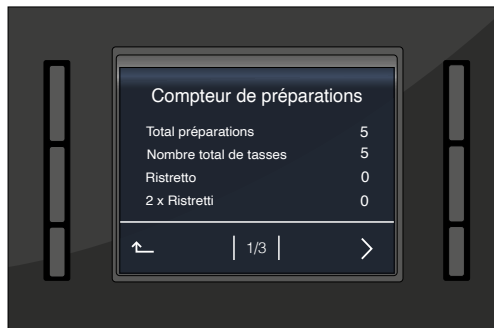 Compteur de préparations
Total préparations 5
Nombre total de tasses 5
Ristretto 0
2 x Ristretti 0
1/3